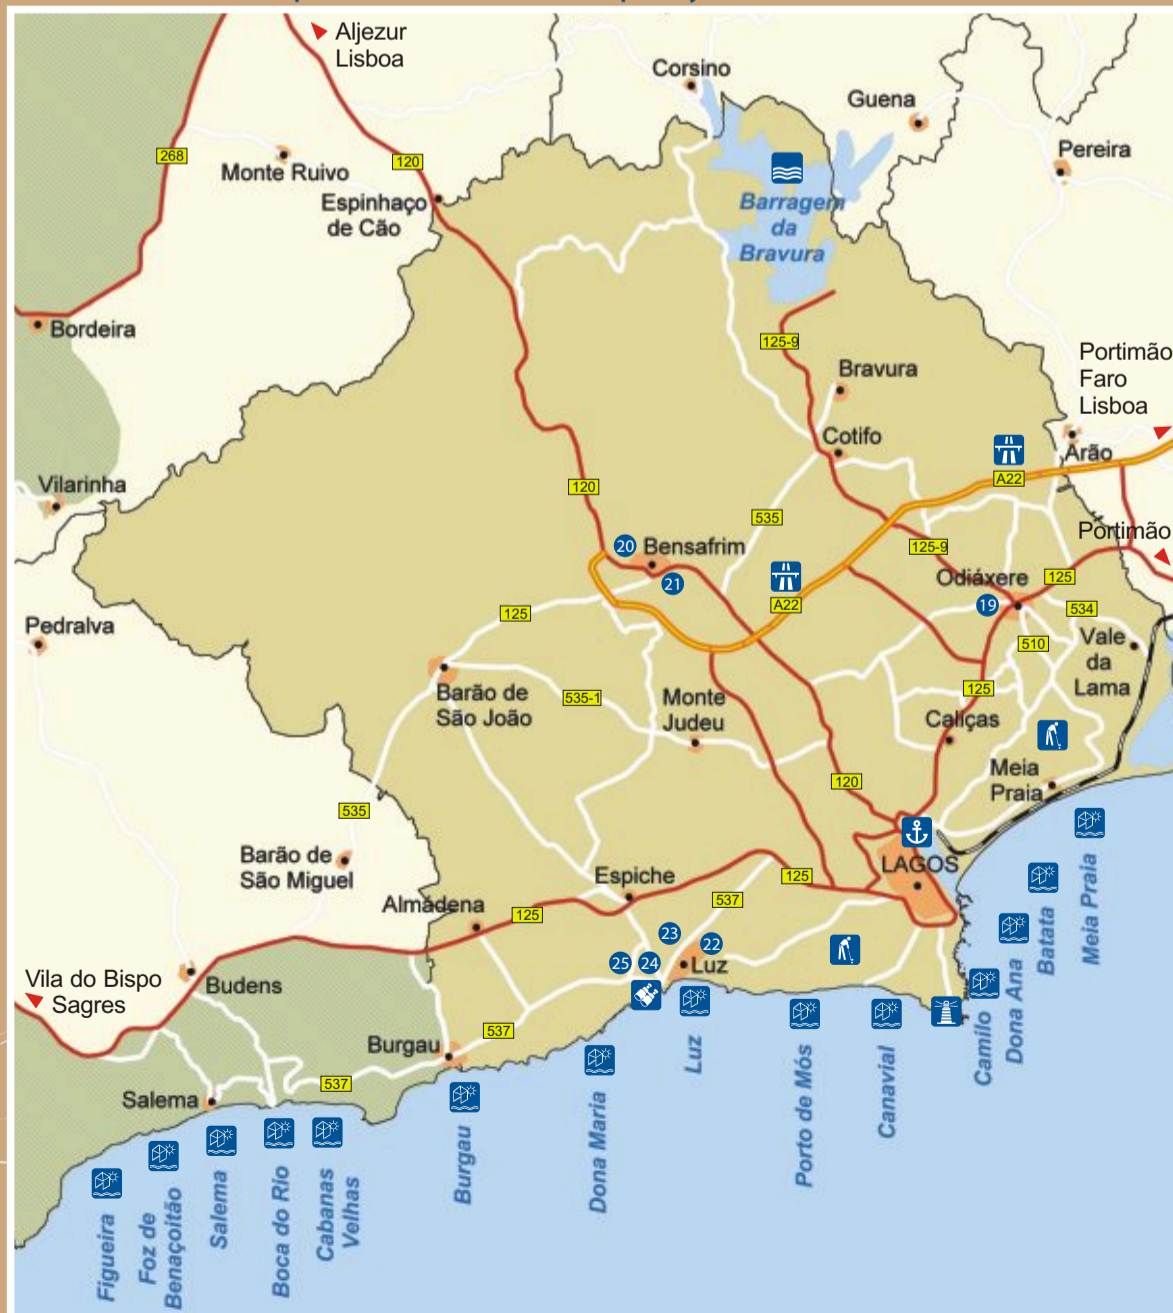 Aljezur
Lisboa
Corsino
Guena
Pereira
268
Monte Ruivo
120
Espinhaço
de Cão
Barragem
da
Bravura
Bordeira
125-9
Portimão
Faro
Lisboa
Bravura
Cotifo
Arão
A22
Vilarinha
120
535
Portimão
20
Bensafrim
125-9
21
A22
Odiáxere
125
19
534
125
Pedralva
510
Vale
da
Lama
Barão de
São João
535-1
Monte
Judeu
125
Caliças
Meia
Praia
120
535
Barão de
São Miguel
LAGOS
Espiche
125
Almádena
537
125
Meia Praia
Batata
Dona Ana
Camilo
23
22
25
24
Luz
Vila do Bispo
Sagres
Budens
537
Burgau
Luz
Porto de Mós
Canavial
537
Salema
Burgau
Dona Maria
Figueira
Foz de
Benaçoitão
Salema
Boca do Rio
Cabanas
Velhas